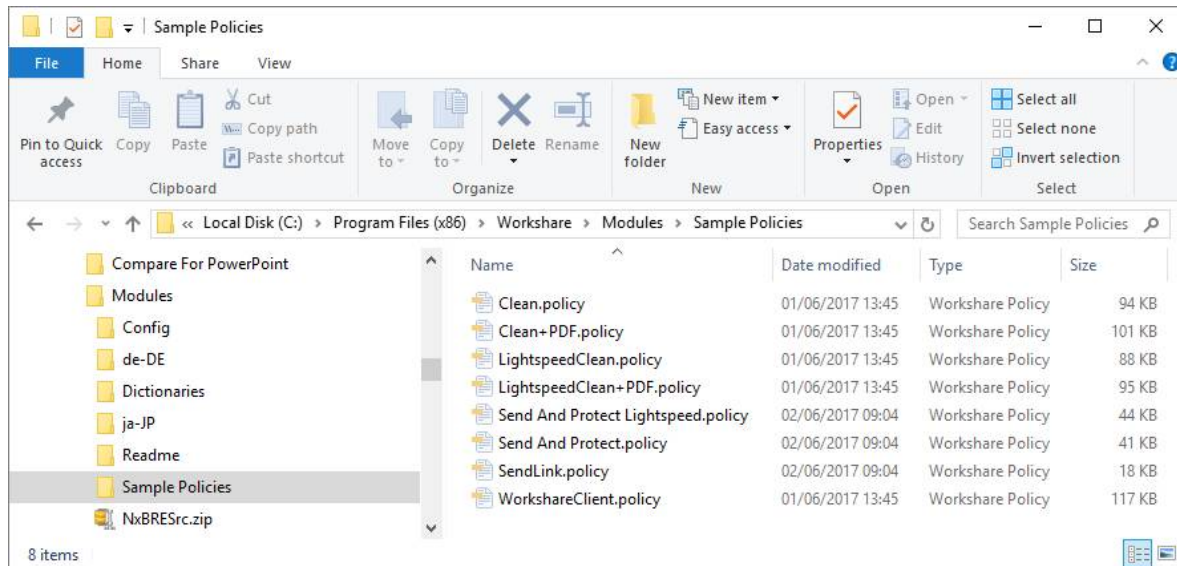 Sample Policies
File Home Share View
Pin to Quick access
Copy
Paste
Cut
Copy path
Paste shortcut
Clipboard
Move to
Copy to
Delete
Rename
Organize
New folder
New item
Easy access
New
Properties
Open
Edit
History
Open
Select all
Select none
Invert selection
Select
« Local Disk (C:) › Program Files (x86) › Workshare › Modules › Sample Policies
Search Sample Policies
Compare For PowerPoint
Modules
Config
de-DE
Dictionaries
ja-JP
Readme
Sample Policies
NxBRESrc.zip
Name Date modified Type Size
Clean.policy 01/06/2017 13:45 Workshare Policy 94 KB
Clean+PDF.policy 01/06/2017 13:45 Workshare Policy 101 KB
LightspeedClean.policy 01/06/2017 13:45 Workshare Policy 88 KB
LightspeedClean+PDF.policy 01/06/2017 13:45 Workshare Policy 95 KB
Send And Protect Lightspeed.policy 02/06/2017 09:04 Workshare Policy 44 KB
Send And Protect.policy 02/06/2017 09:04 Workshare Policy 41 KB
SendLink.policy 02/06/2017 09:04 Workshare Policy 18 KB
WorkshareClient.policy 01/06/2017 13:45 Workshare Policy 117 KB
8 items